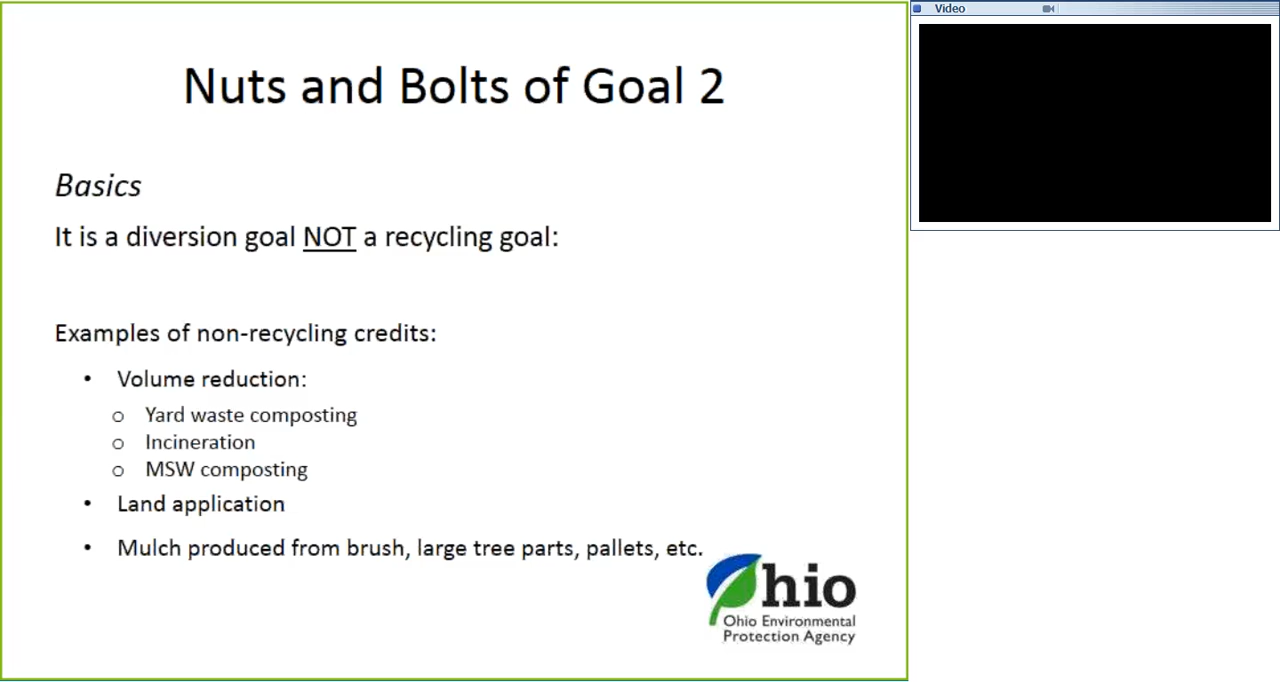 Nuts and Bolts of Goal 2
Basics
It is a diversion goal NOT a recycling goal:
Examples of non-recycling credits:
• Volume reduction:
o Yard waste composting
o Incineration
o MSW composting
• Land application
• Mulch produced from brush, large tree parts, pallets, etc.
Ohio
Ohio Environmental
Protection Agency
Video